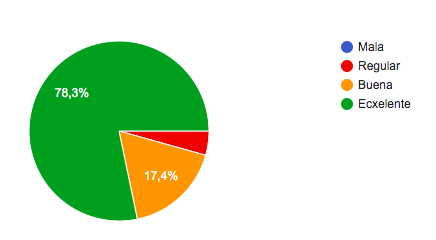 Mala
Regular
Buena
Ecxelente
78,3%
17,4%